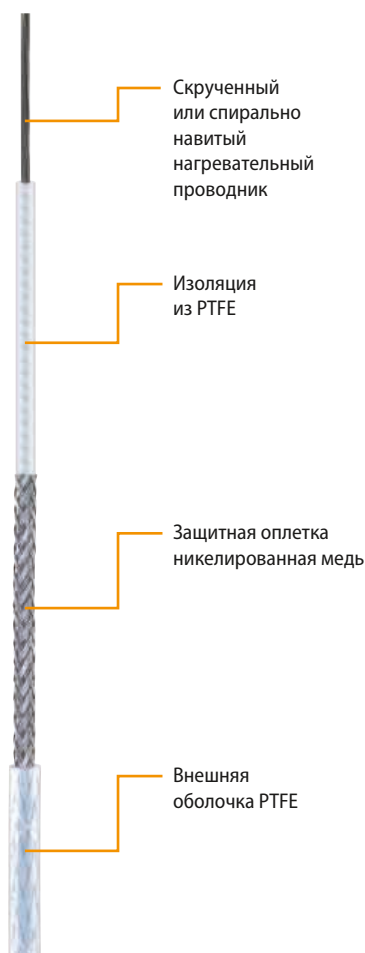 Скрученный
или спирально
навитый
нагревательный
проводник
Изоляция
из PTFE
Защитная оплетка
никелированная медь
Внешняя
оболочка PTFE